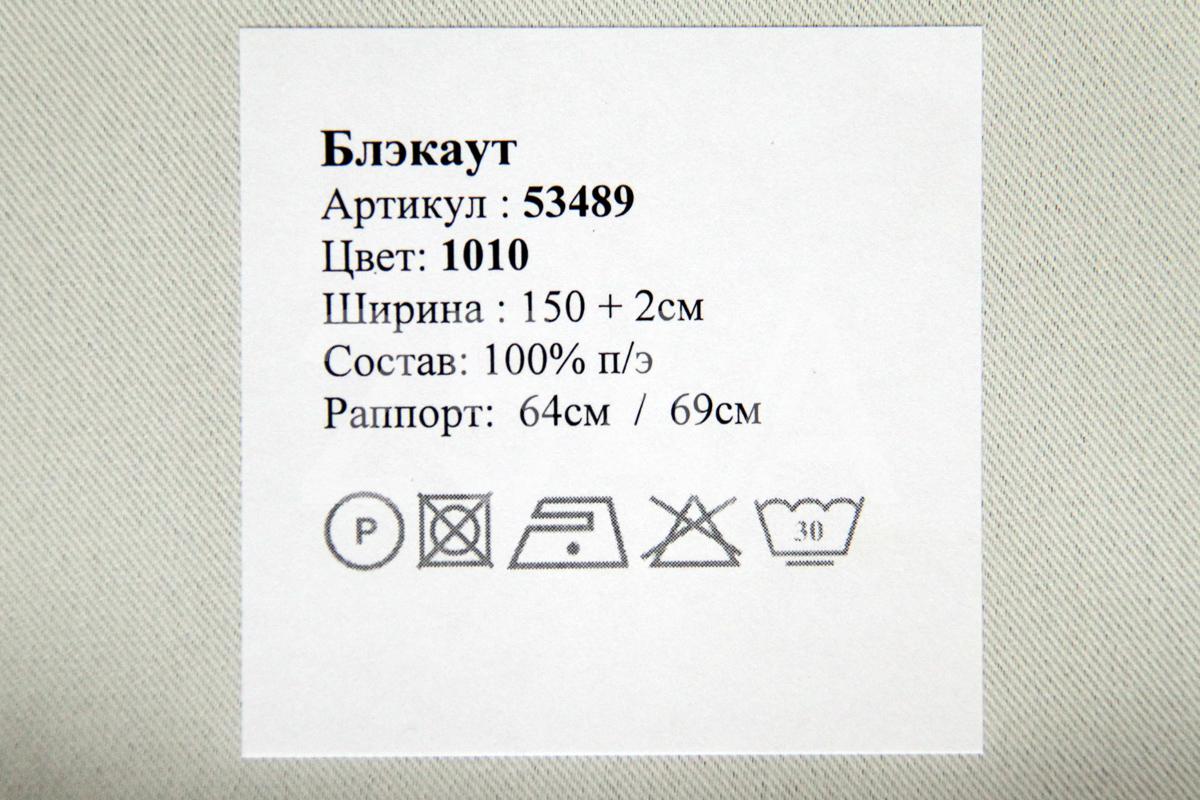 Блэкаут
Артикул : 53489
Цвет: 1010
Ширина : 150 + 2см
Состав: 100% п/э
Раппорт: 64см / 69см
P
30